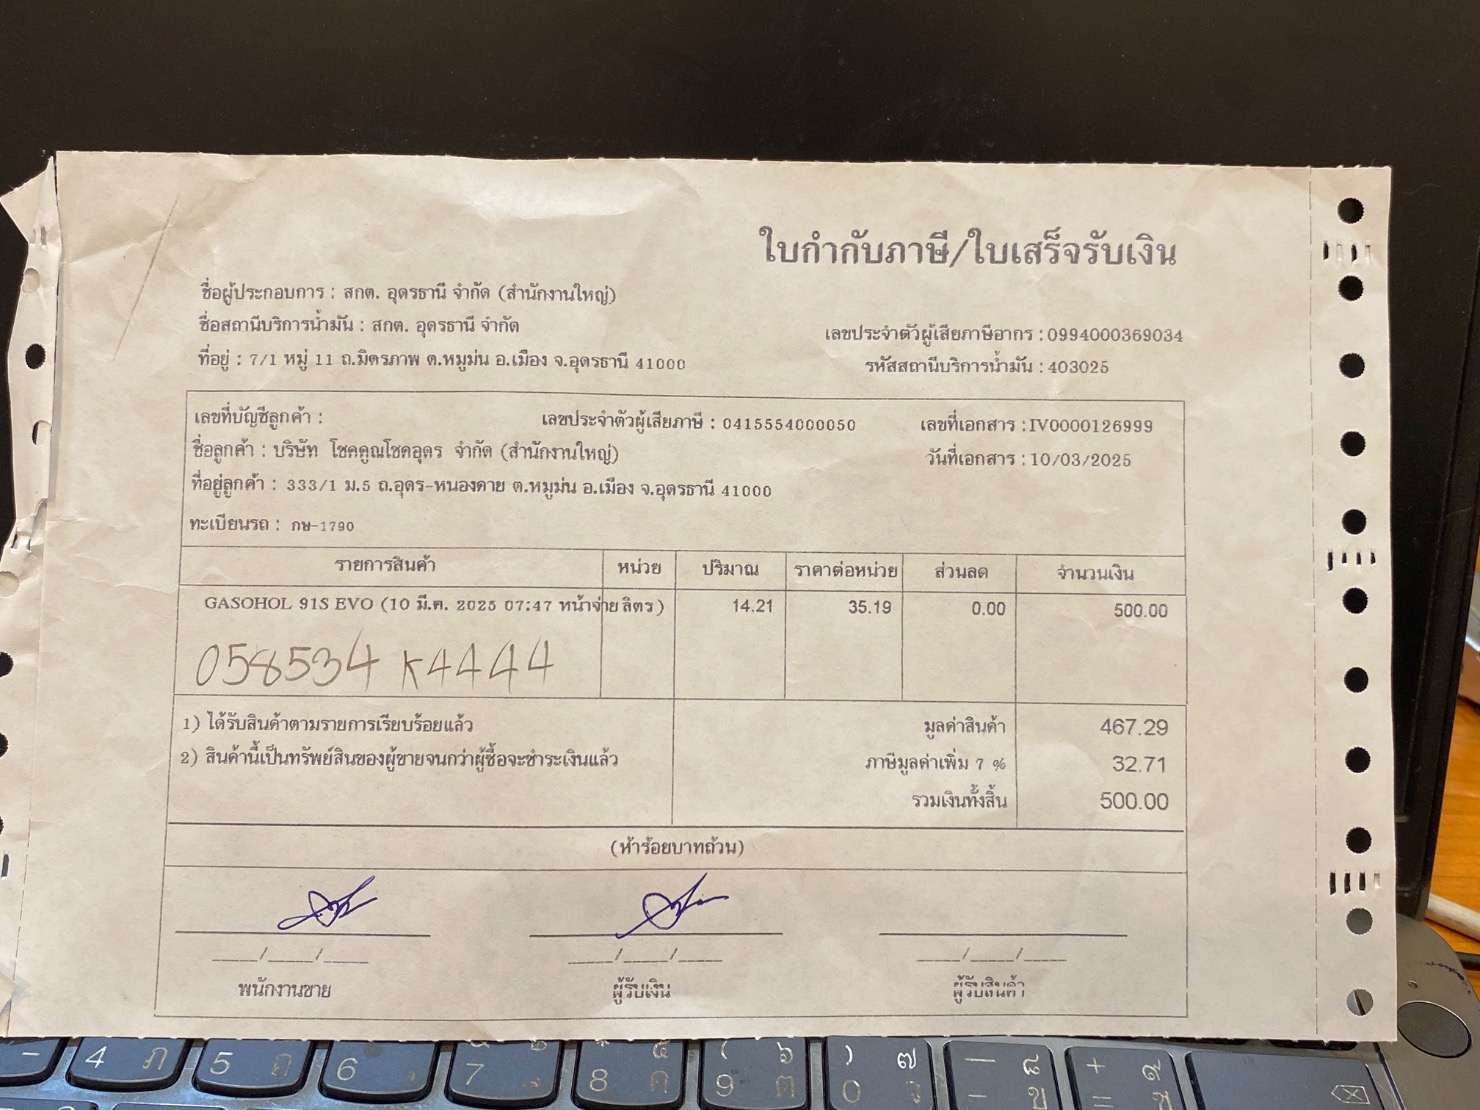 ใบกำกับภาษี/ใบเสร็จรับเงิน
ชื่อผู้ประกอบการ : สกต. อุดรธานี จำกัด (สำนักงานใหญ่)
ชื่อสถานีบริการน้ำมัน : สกต. อุดรธานี จำกัด
เลขประจำตัวผู้เสียภาษีอากร : 0994000369034
ที่อยู่ : 7/1 หมู่ 11 ถ.มิตรภาพ ต.หมูม่น อ.เมือง จ.อุดรธานี 41000
รหัสสถานีบริการน้ำมัน : 403025
เลขที่บัญชีลูกค้า : เลขประจำตัวผู้เสียภาษี : 0415554000050 เลขที่เอกสาร : IV0000126999
ชื่อลูกค้า : บริษัท โชคคูณโชคอุดร จำกัด (สำนักงานใหญ่) วันที่เอกสาร : 10/03/2025
ที่อยู่ลูกค้า : 333/1 ม.5 ถ.อุดร-หนองคาย ต.หมูม่น อ.เมือง จ.อุดรธานี 41000
ทะเบียนรถ : กษ-1790
รายการสินค้า หน่วย ปริมาณ ราคาต่อหน่วย ส่วนลด จำนวนเงิน
GASOHOL 91S EVO (10 มี.ค. 2025 07:47 หน้าจ่าย ลิตร ) 14.21 35.19 0.00 500.00
058534 K4444
1) ได้รับสินค้าตามรายการเรียบร้อยแล้ว มูลค่าสินค้า 467.29
2) สินค้านี้เป็นทรัพย์สินของผู้ขายจนกว่าผู้ซื้อจะชำระเงินแล้ว ภาษีมูลค่าเพิ่ม 7 % 32.71
รวมเงินทั้งสิ้น 500.00
(ห้าร้อยบาทถ้วน)
____/____/____ ____/____/____ ____/____/____
พนักงานขาย ผู้รับเงิน ผู้รับสินค้า
- 4 ภ 5 ถ 6 ุ 7 ึ 8 ค 9 ต 0 จ - ข = ช